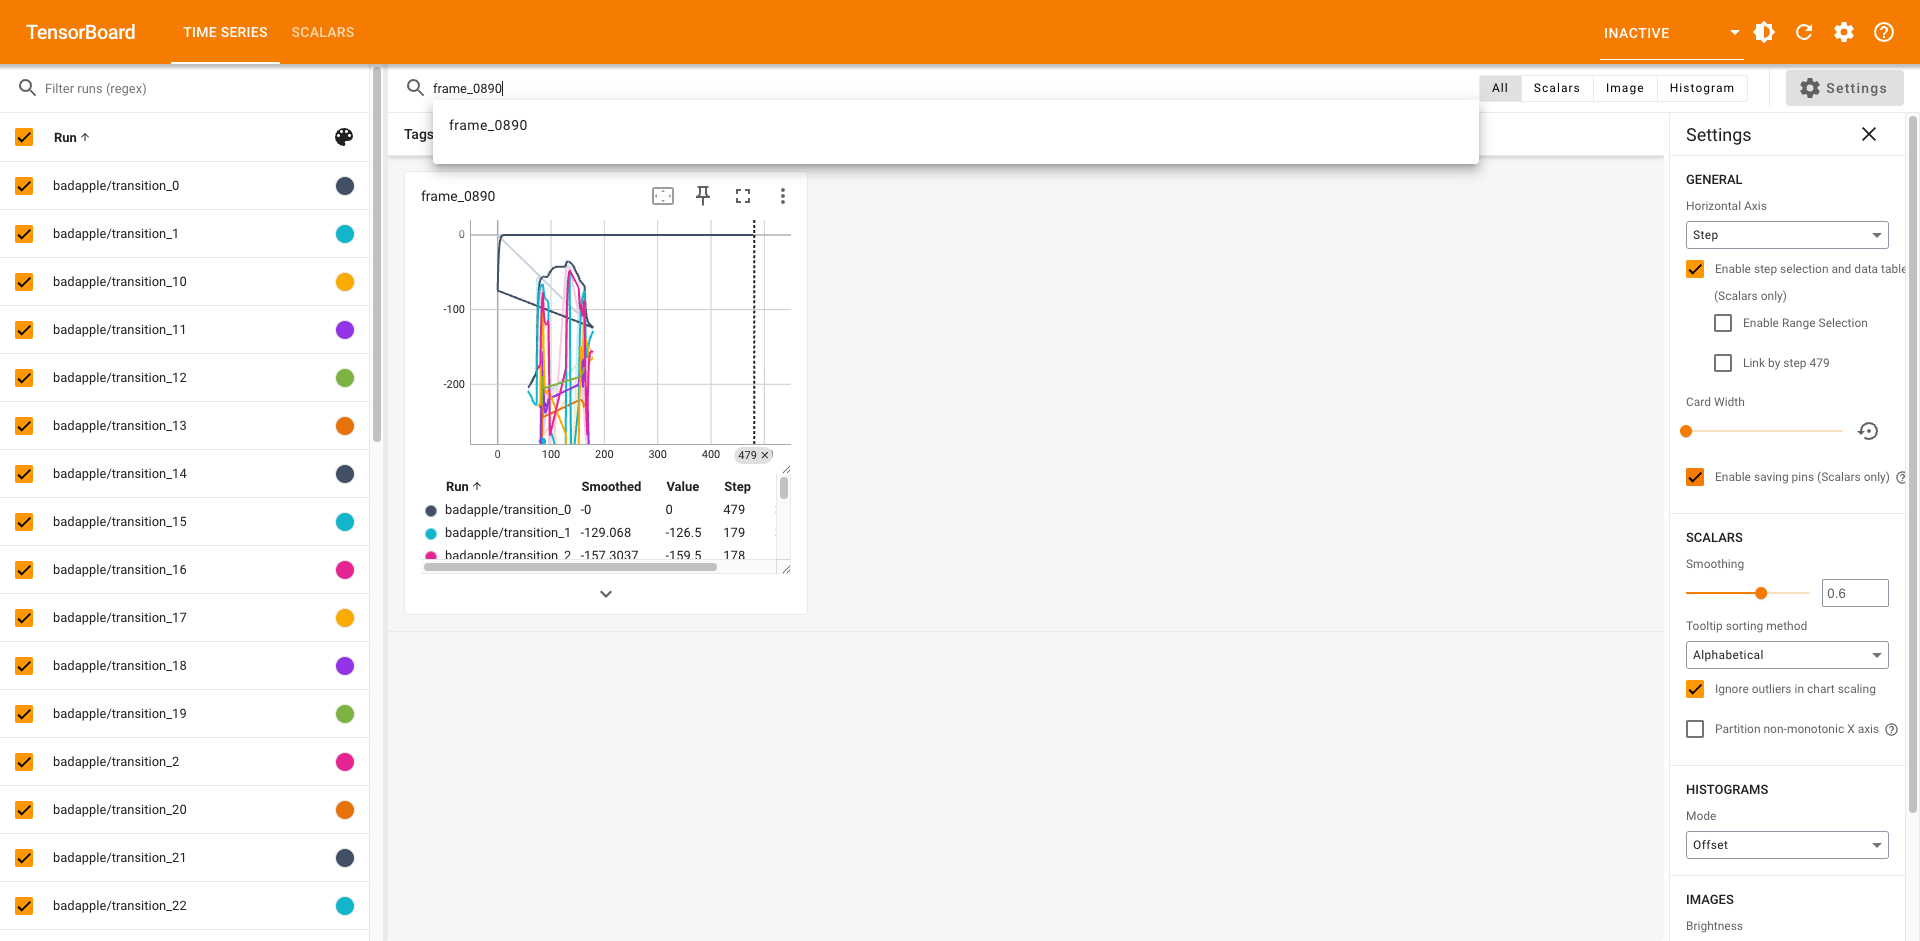 TensorBoard
TIME SERIES
SCALARS
INACTIVE
Filter runs (regex)
frame_0890
All
Scalars
Image
Histogram
Settings
frame_0890
Run
Tags
Settings
badapple/transition_0
badapple/transition_1
badapple/transition_10
badapple/transition_11
badapple/transition_12
badapple/transition_13
badapple/transition_14
badapple/transition_15
badapple/transition_16
badapple/transition_17
badapple/transition_18
badapple/transition_19
badapple/transition_2
badapple/transition_20
badapple/transition_21
badapple/transition_22
frame_0890
0
-100
-200
0 100 200 300 400 479
Run Smoothed Value Step
badapple/transition_0 -0 0 479
badapple/transition_1 -129.068 -126.5 179
badapple/transition_2 -157.3037 -159.5 178
GENERAL
Horizontal Axis
Step
Enable step selection and data table
(Scalars only)
Enable Range Selection
Link by step 479
Card Width
Enable saving pins (Scalars only)
SCALARS
Smoothing
0.6
Tooltip sorting method
Alphabetical
Ignore outliers in chart scaling
Partition non-monotonic X axis
HISTOGRAMS
Mode
Offset
IMAGES
Brightness